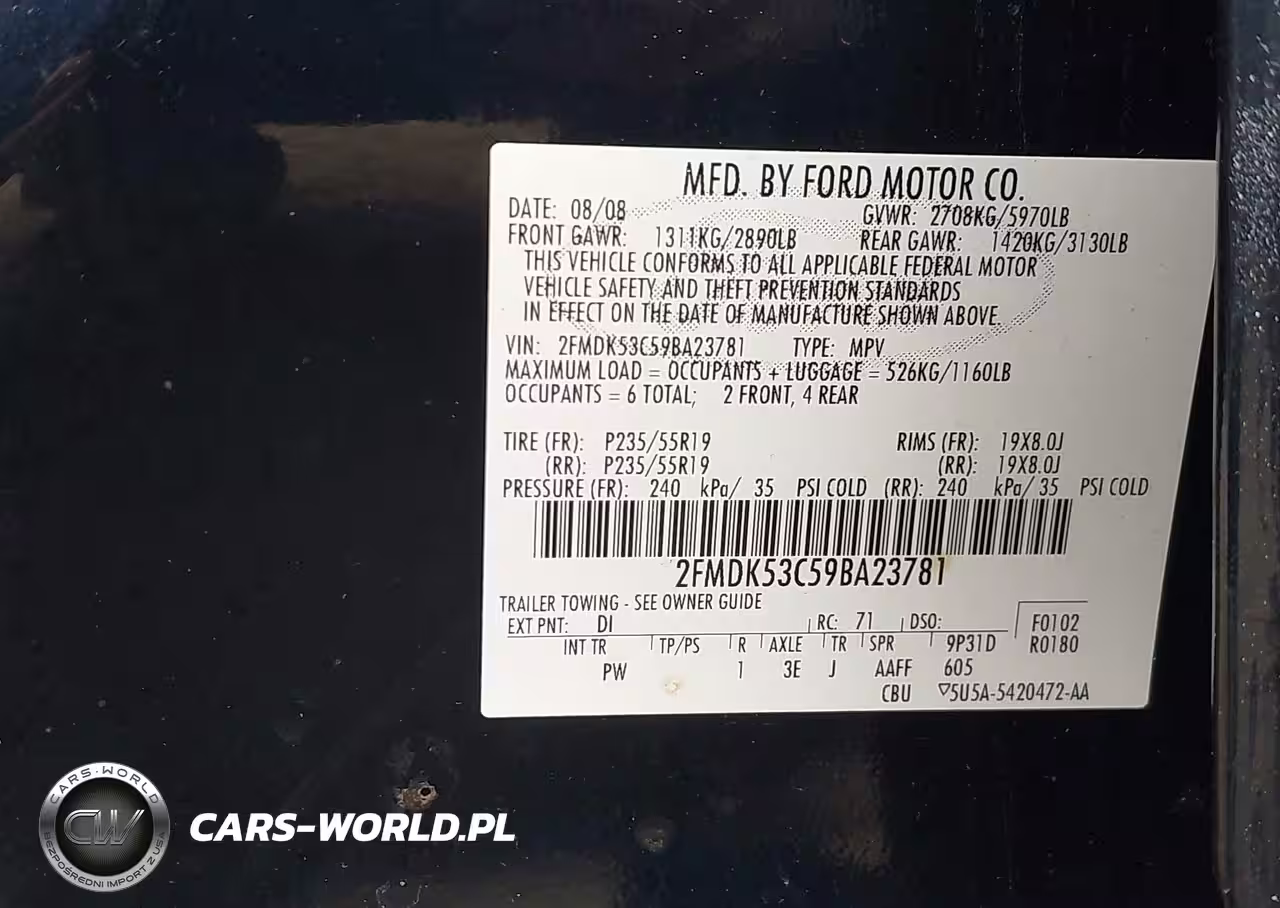 MFD. BY FORD MOTOR CO.
DATE: 08/08 GVWR: 2708KG/5970LB
FRONT GAWR: 1311KG/2890LB REAR GAWR: 1420KG/3130LB
THIS VEHICLE CONFORMS TO ALL APPLICABLE FEDERAL MOTOR
VEHICLE SAFETY AND THEFT PREVENTION STANDARDS
IN EFFECT ON THE DATE OF MANUFACTURE SHOWN ABOVE.
VIN: 2FMDK53C59BA23781 TYPE: MPV
MAXIMUM LOAD = OCCUPANTS + LUGGAGE = 526KG/1160LB
OCCUPANTS = 6 TOTAL; 2 FRONT, 4 REAR
TIRE (FR): P235/55R19 RIMS (FR): 19X8.0J
(RR): P235/55R19 (RR): 19X8.0J
PRESSURE (FR): 240 kPa/ 35 PSI COLD (RR): 240 kPa/ 35 PSI COLD
2FMDK53C59BA23781
TRAILER TOWING - SEE OWNER GUIDE
EXT PNT: DI RC: 71 DSO: F0102
INT TR TP/PS R AXLE TR SPR 9P31D R0180
PW 1 3E J AAFF 605
CBU ▽5U5A-5420472-AA
CARS-WORLD
CW
BEZPOŚREDNI IMPORT Z USA
CARS-WORLD.PL